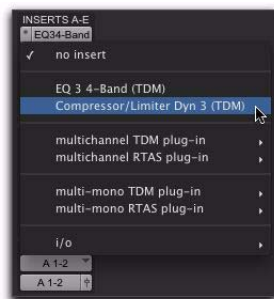 INSERTS A-E
EQ34-Band
✓ no insert
EQ 3 4-Band (TDM)
Compressor/Limiter Dyn 3 (TDM)
multichannel TDM plug-in
multichannel RTAS plug-in
multi-mono TDM plug-in
multi-mono RTAS plug-in
i/o
A 1-2
A 1-2